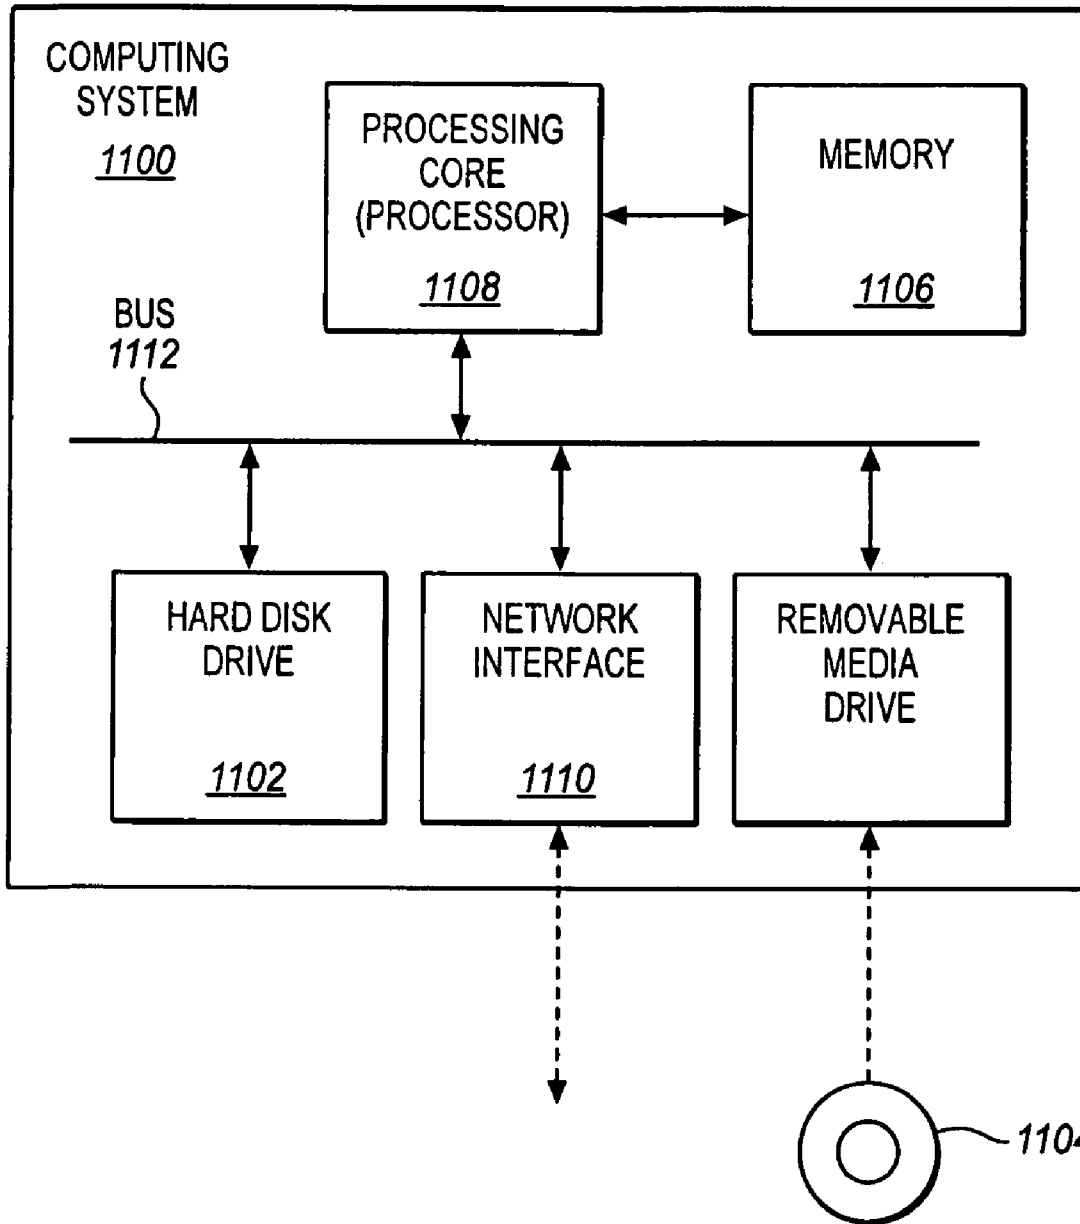 COMPUTING
SYSTEM
1100
PROCESSING
CORE
(PROCESSOR)
1108
MEMORY
1106
BUS
1112
HARD DISK
DRIVE
1102
NETWORK
INTERFACE
1110
REMOVABLE
MEDIA
DRIVE
1104